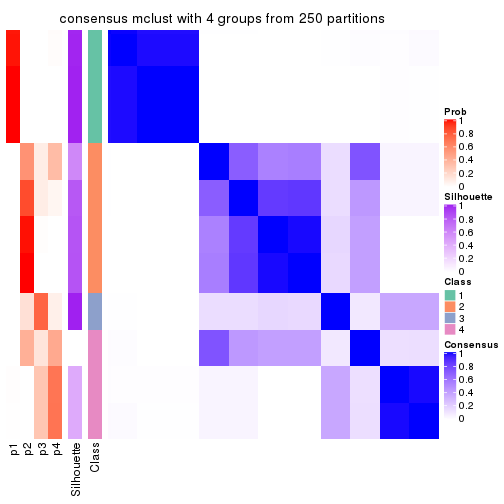 consensus mclust with 4 groups from 250 partitions
Prob
1
0.8
0.6
0.4
0.2
0
Silhouette
1
0.8
0.6
0.4
0.2
0
Class
1
2
3
4
Consensus
1
0.8
0.6
0.4
0.2
0
p1
p2
p3
p4
Silhouette
Class